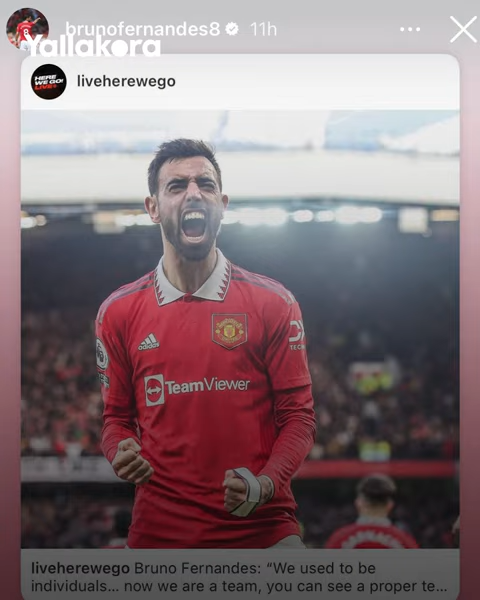 brunofernandes8 11h
Yallakora
HERE
WE GO!
LIVE!
liveherewego
adidas
TeamViewer
liveherewego Bruno Fernandes: “We used to be
individuals... now we are a team, you can see a proper te...